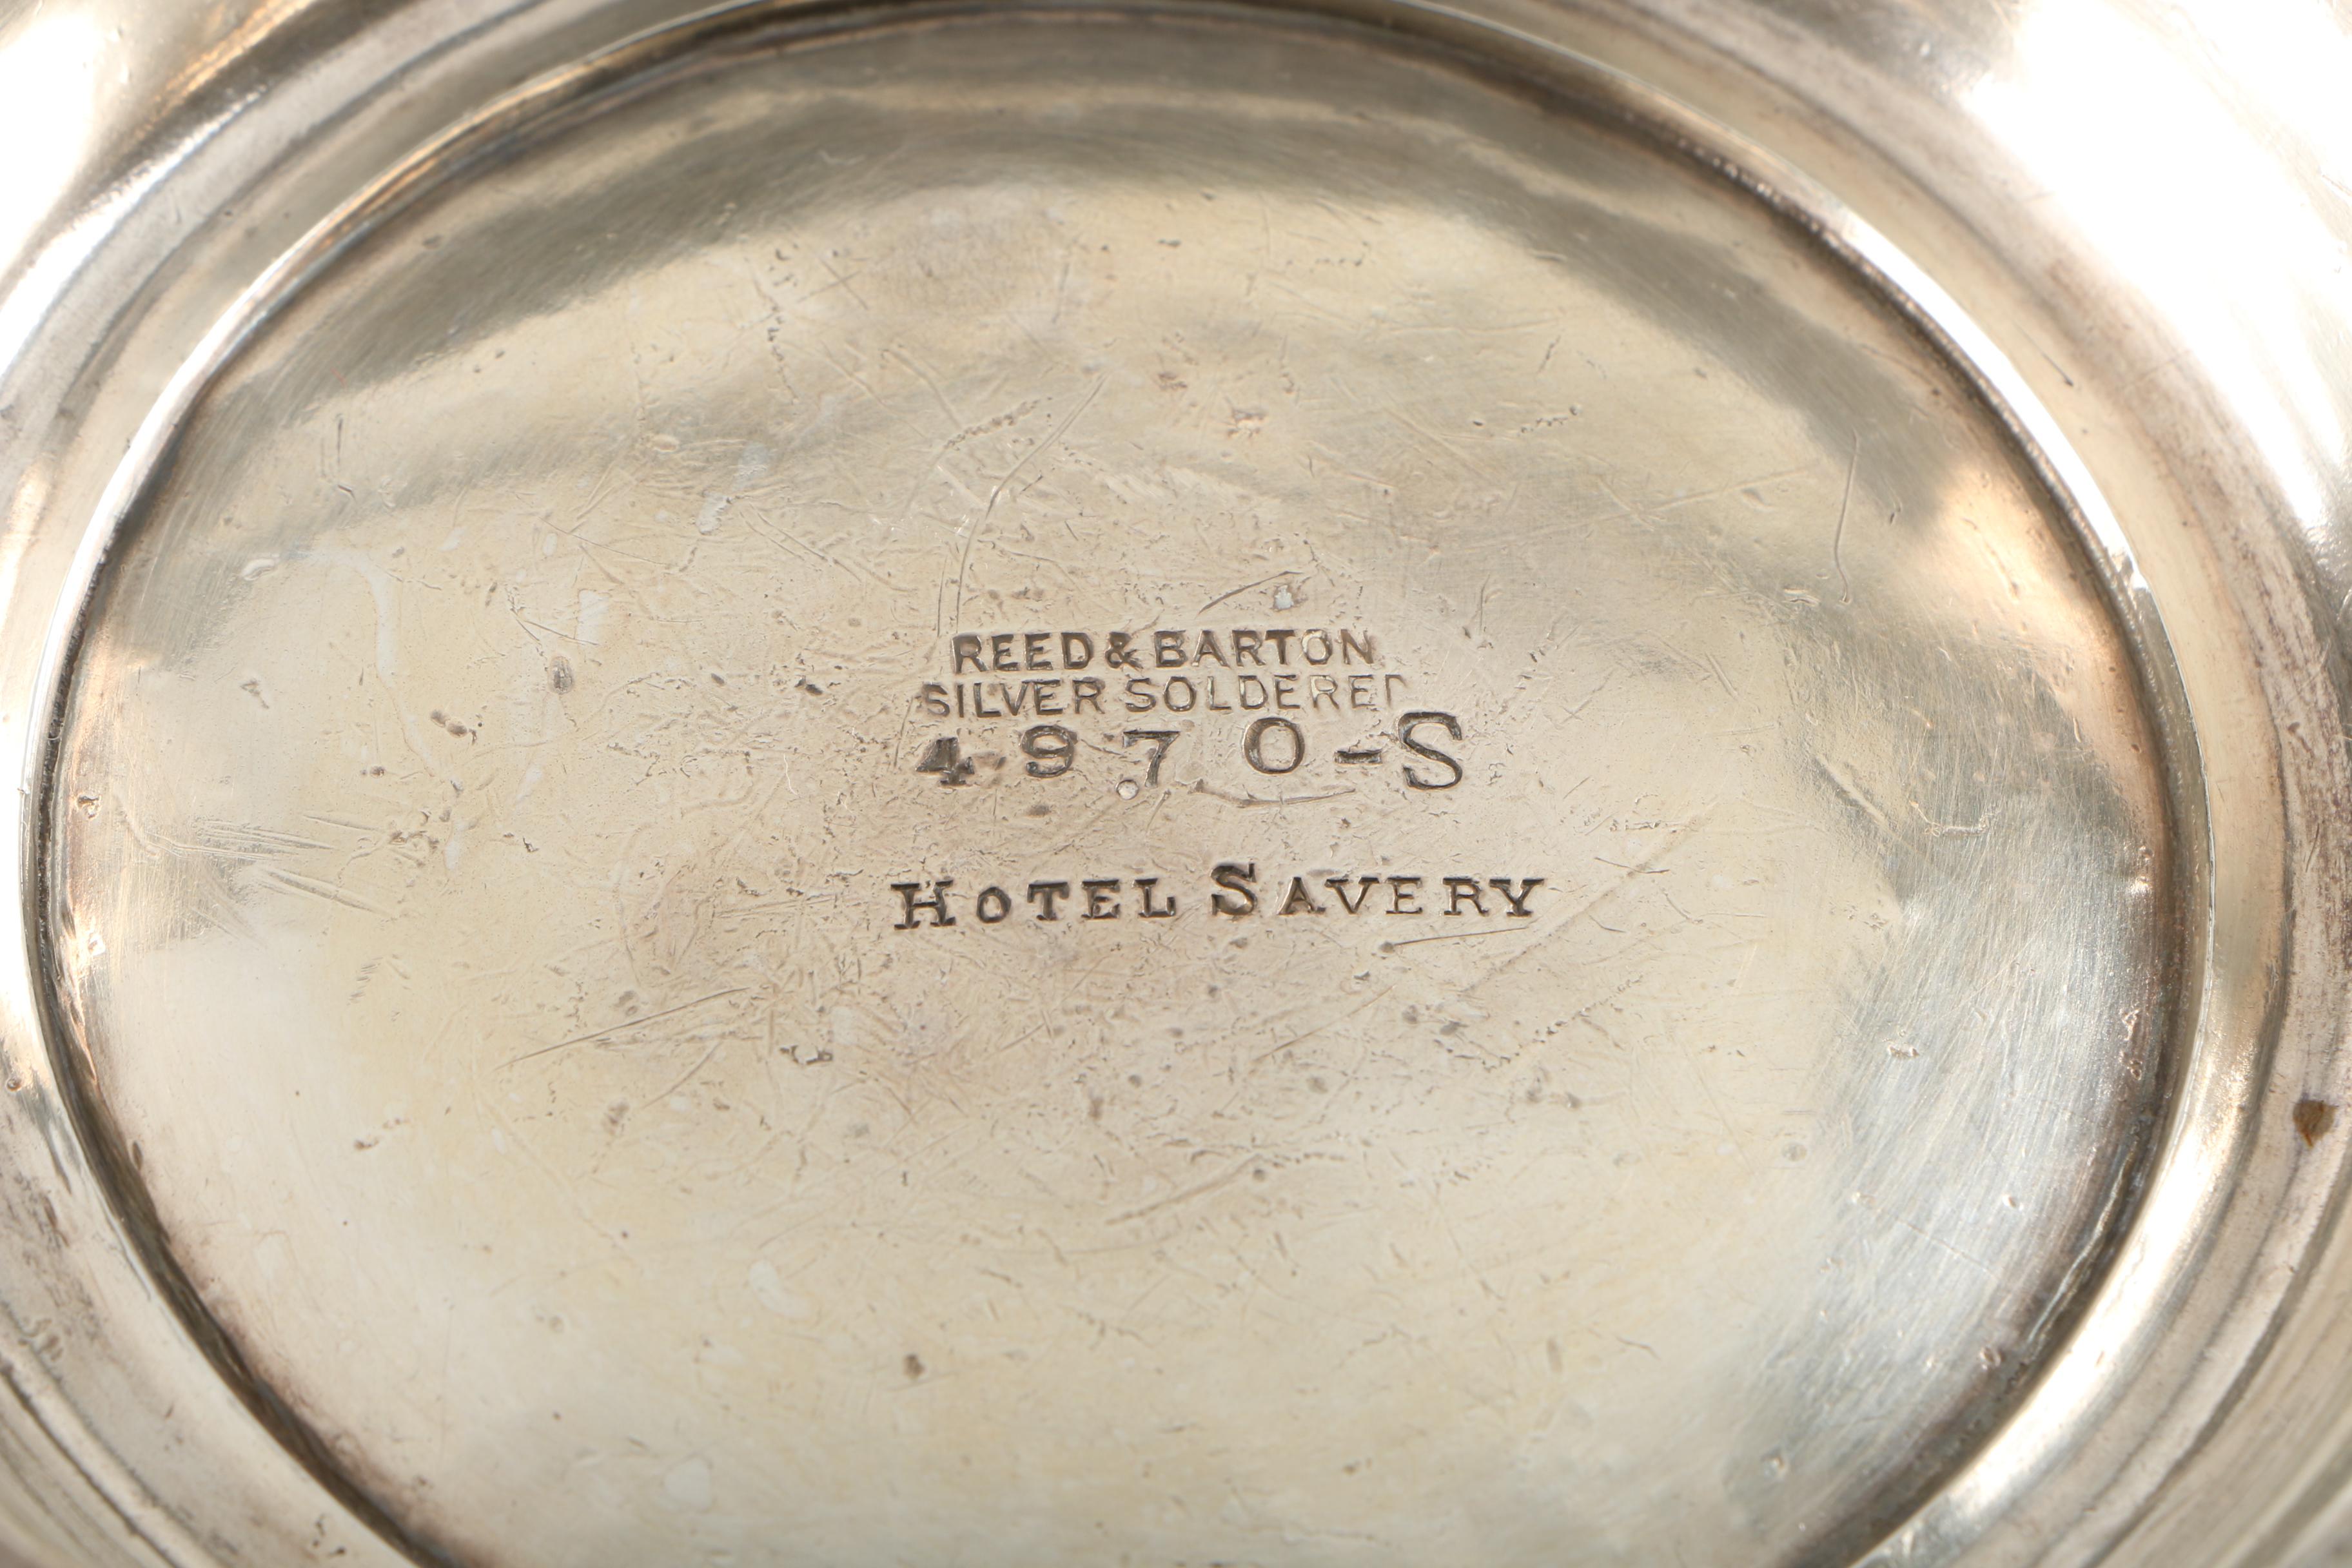 REED & BARTON
SILVER SOLDERED
4970-S
HOTEL SAVERY